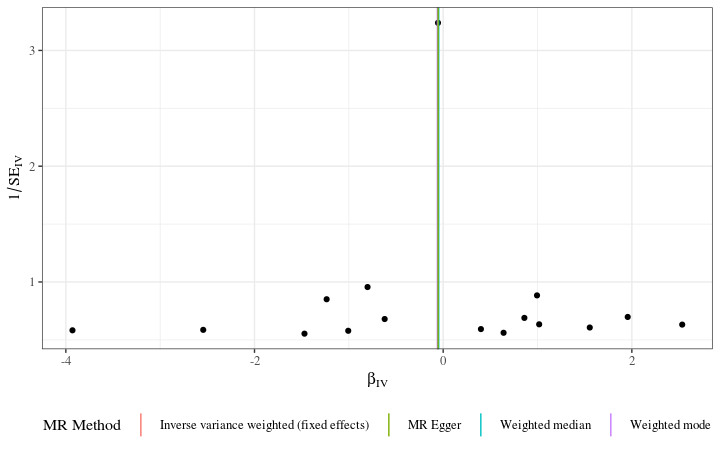 3
2
1
1/SE_IV
-4 -2 0 2
β_IV
MR Method Inverse variance weighted (fixed effects) MR Egger Weighted median Weighted mode